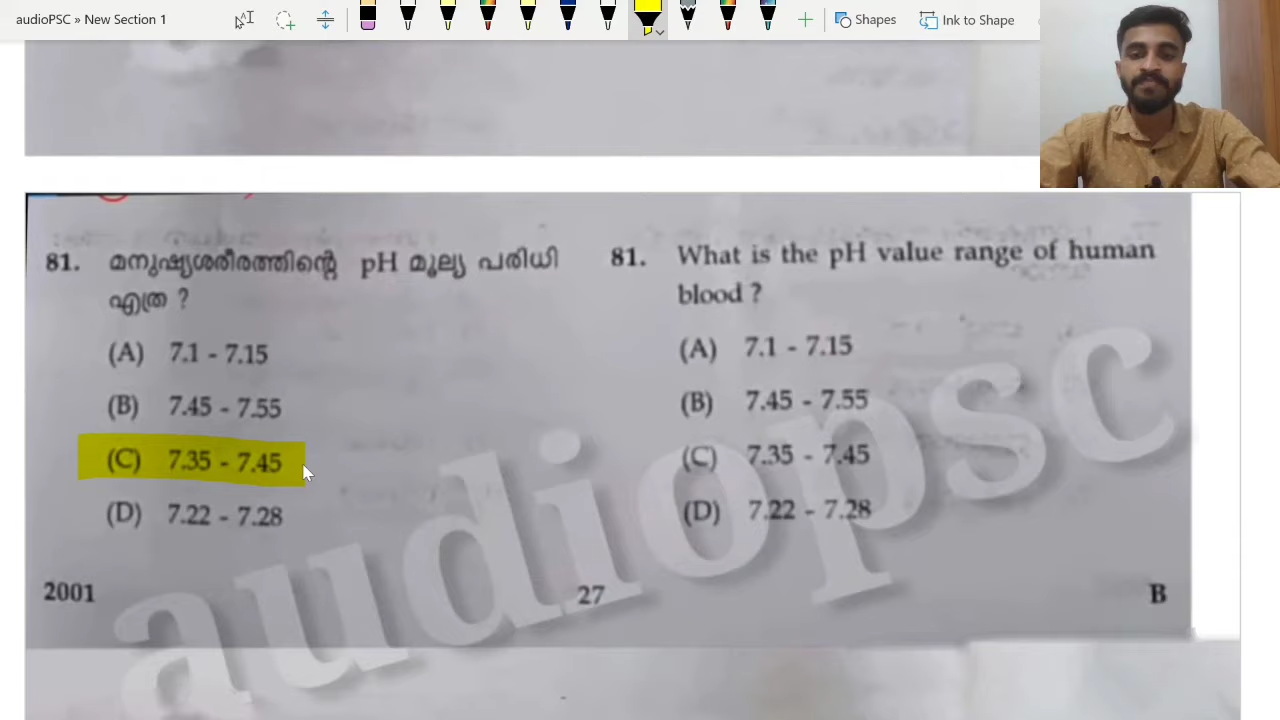 audioPSC » New Section 1
Shapes
Ink to Shape
81. മനുഷ്യശരീരത്തിന്റെ pH മൂല്യ പരിധി
എത്ര ?
(A) 7.1 - 7.15
(B) 7.45 - 7.55
(C) 7.35 - 7.45
(D) 7.22 - 7.28
81. What is the pH value range of human
blood ?
(A) 7.1 - 7.15
(B) 7.45 - 7.55
(C) 7.35 - 7.45
(D) 7.22 - 7.28
2001
27
B
audiopsc